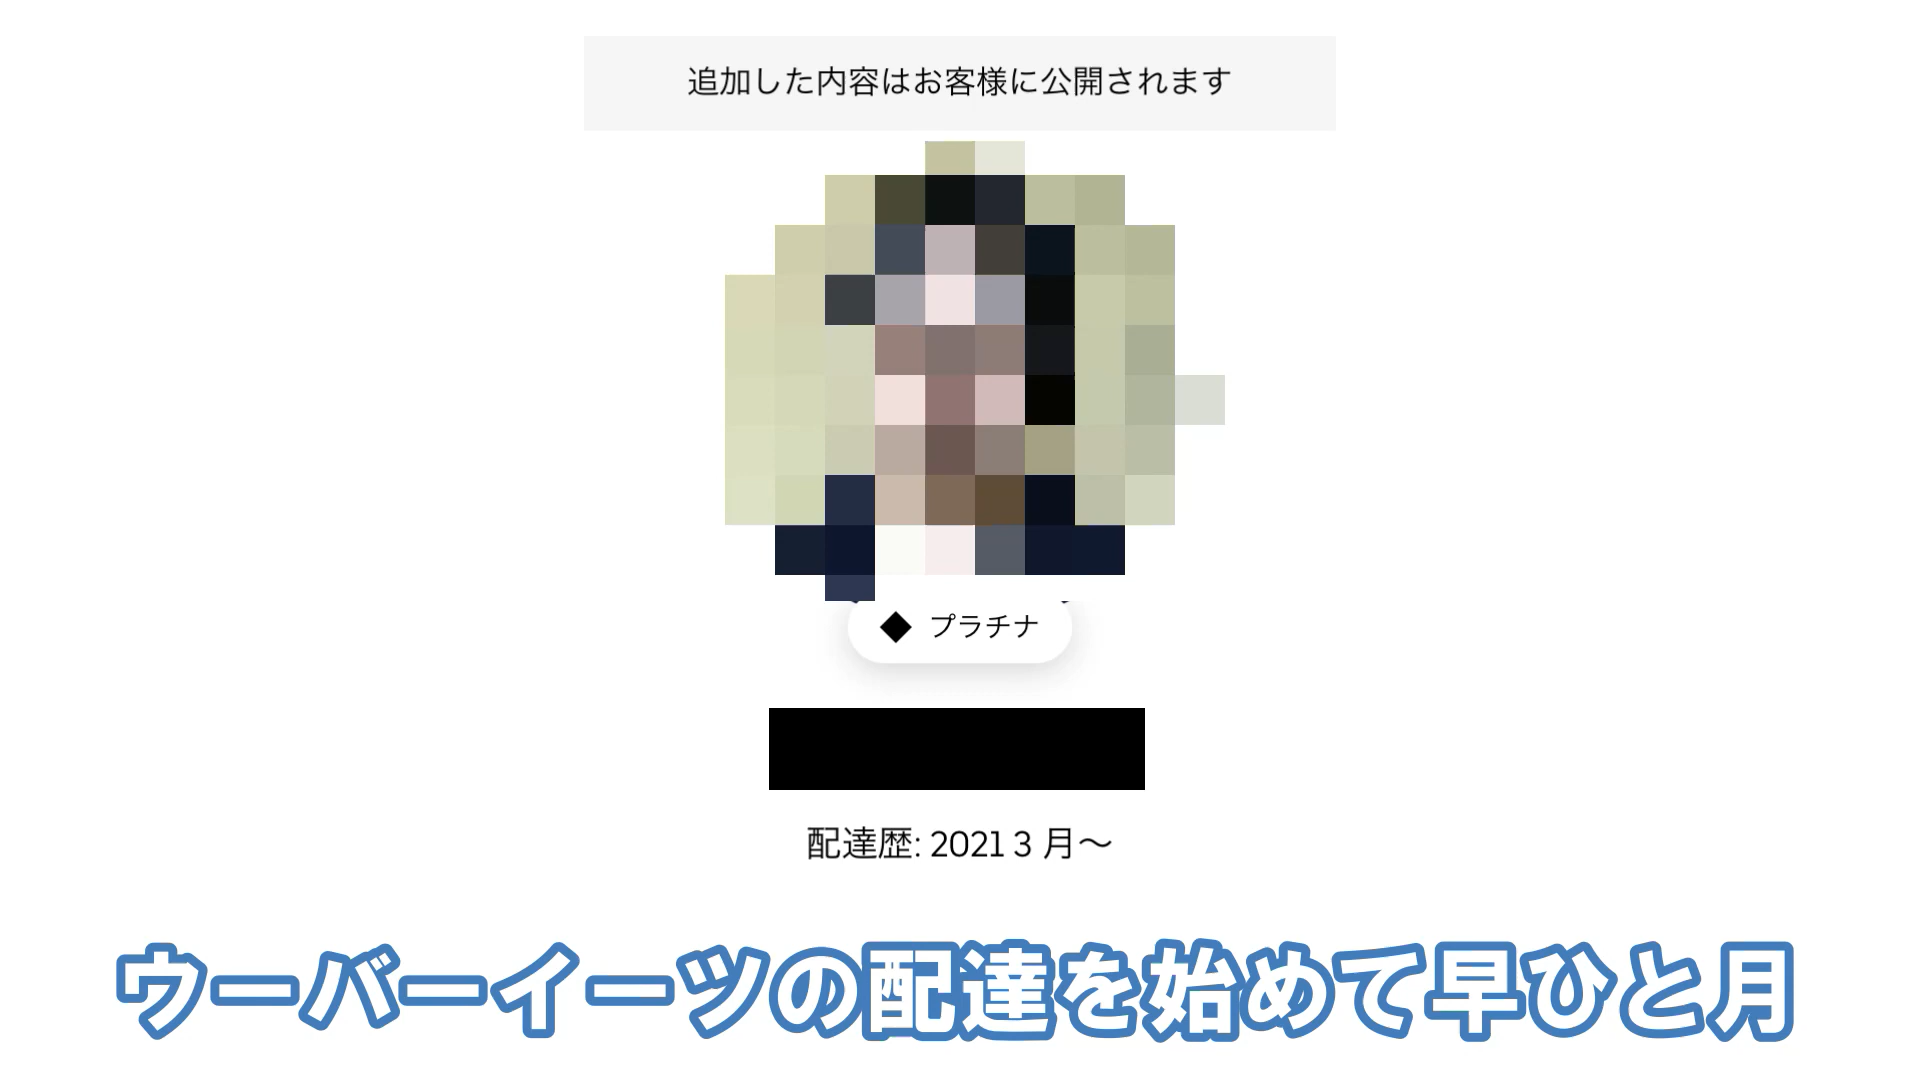 追加した内容はお客様に公開されます
プラチナ
配達歴: 2021 3 月～
ウーバーイーツの配達を始めて早ひと月